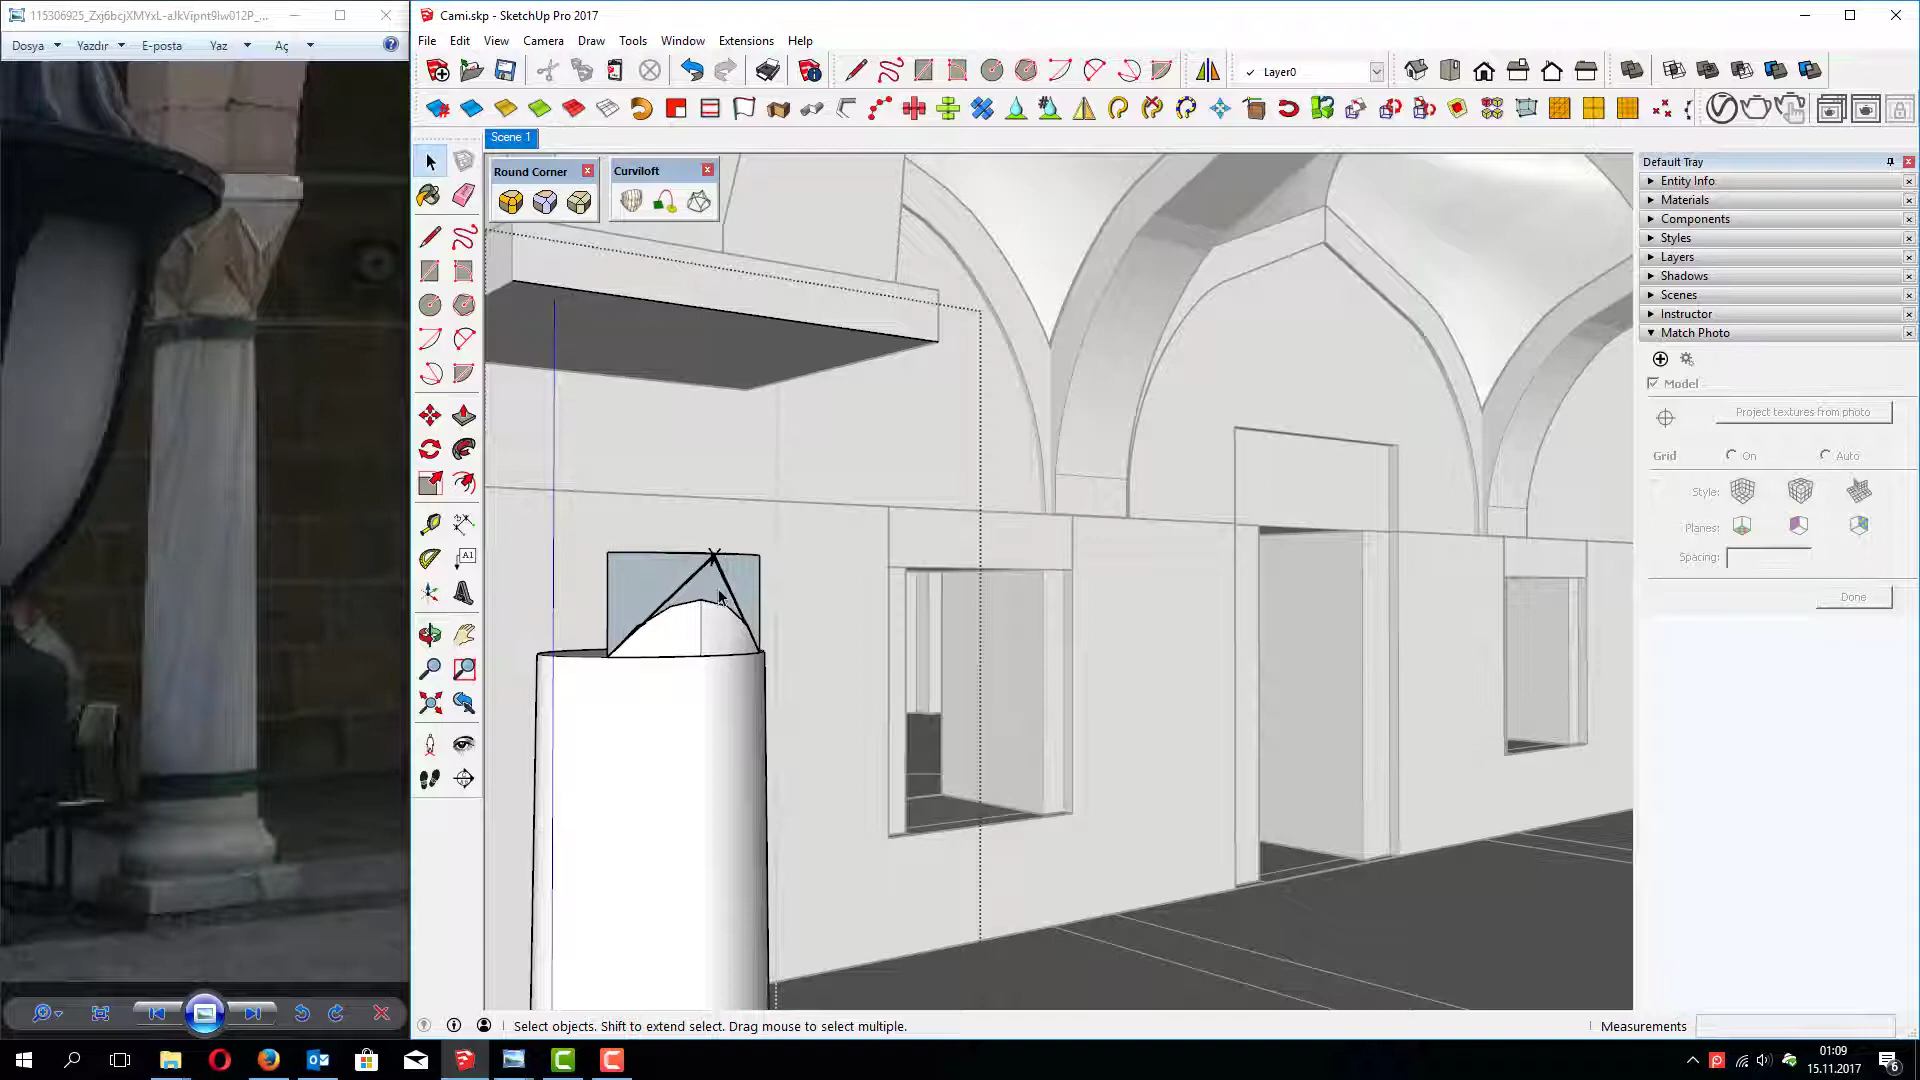 115306925_Zxj6bcjXMYxL-aJkVipnt9lw012P_...
Dosya
Yazdır
E-posta
Yaz
Aç
Cami.skp - SketchUp Pro 2017
File Edit View Camera Draw Tools Window Extensions Help
Layer0
Scene 1
Round Corner
Curviloft
Default Tray
Entity Info
Materials
Components
Styles
Layers
Shadows
Scenes
Instructor
Match Photo
Model
Project textures from photo
Grid On Auto
Style:
Planes:
Spacing:
Done
A1
Select objects. Shift to extend select. Drag mouse to select multiple.
Measurements
01:09
15.11.2017
6